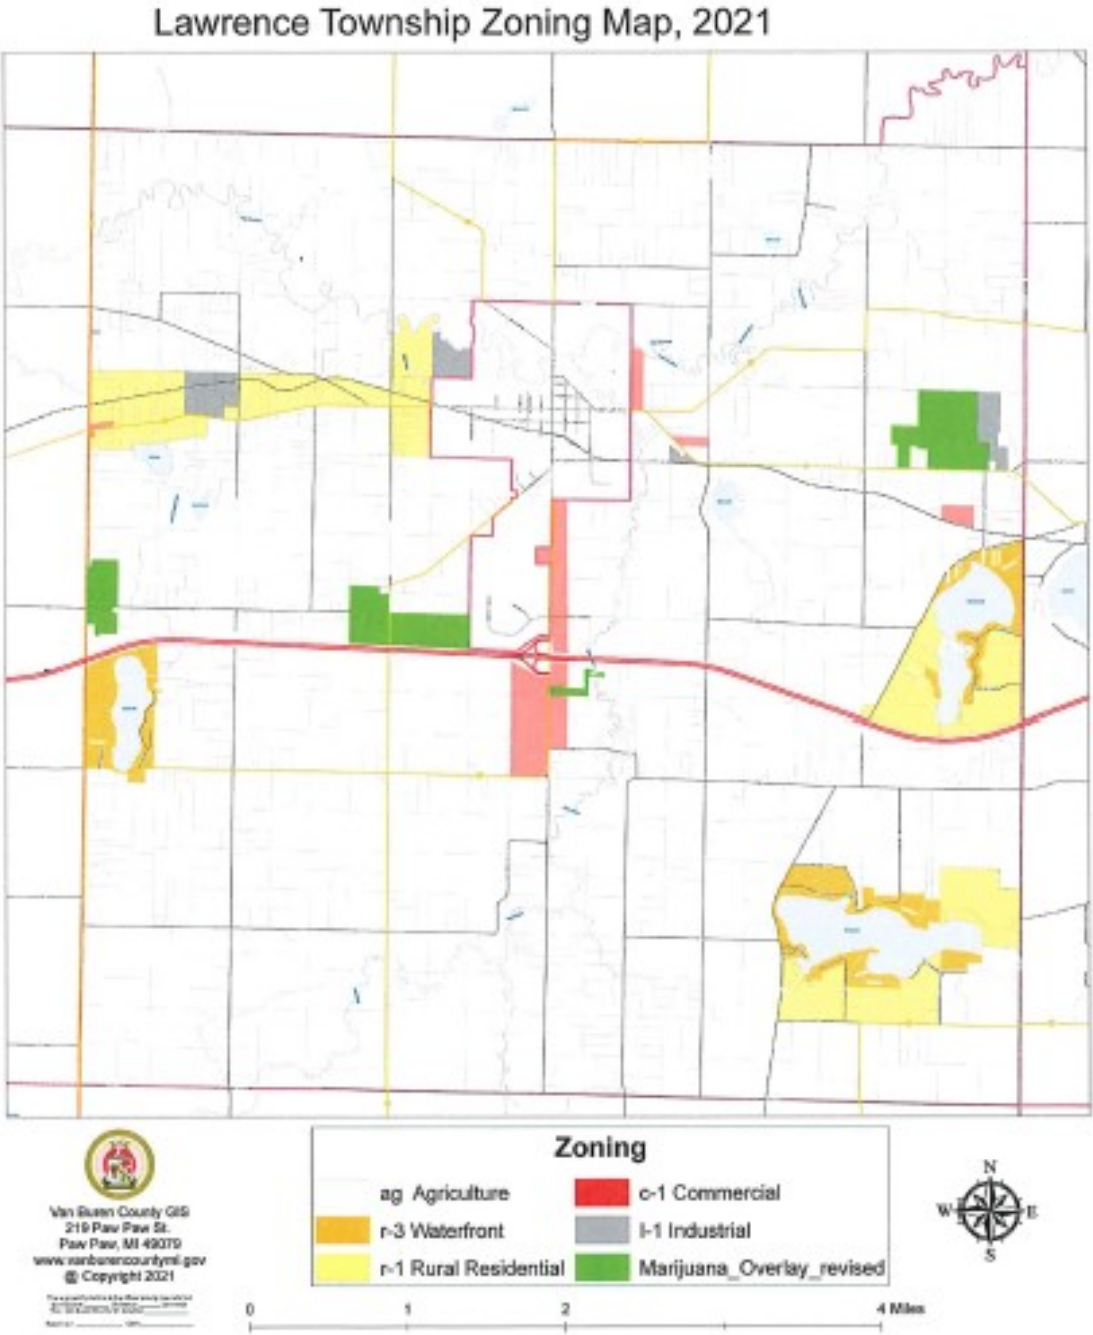 Lawrence Township Zoning Map, 2021
Zoning
ag Agriculture
r-3 Waterfront
r-1 Rural Residential
c-1 Commercial
I-1 Industrial
Marijuana_Overlay_revised
Van Buren County GIS
219 Paw Paw St.
Paw Paw, MI 49079
www.vanburencountymi.gov
@ Copyright 2021
N
W E
S
0 1 2 4 Miles